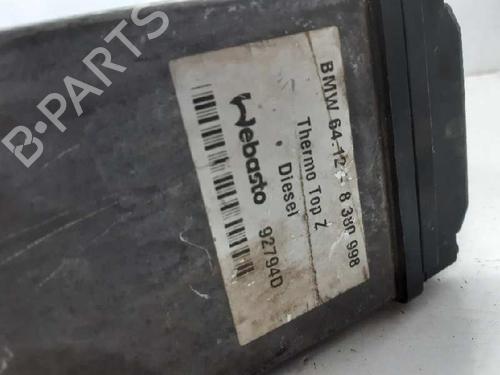 BMW 64.12 - 8 380 998
Thermo Top Z
Diesel
Webasto 92794D
B-PARTS